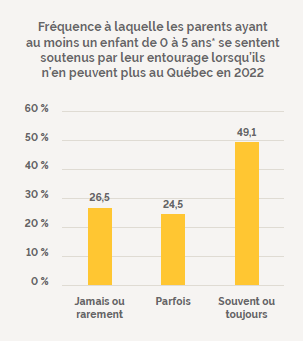 Fréquence à laquelle les parents ayant
au moins un enfant de 0 à 5 ans* se sentent
soutenus par leur entourage lorsqu'ils
n'en peuvent plus au Québec en 2022
60 %
50 %
40 %
30 %
20 %
10 %
0 %
26,5
24,5
49,1
Jamais ou
rarement
Parfois
Souvent ou
toujours